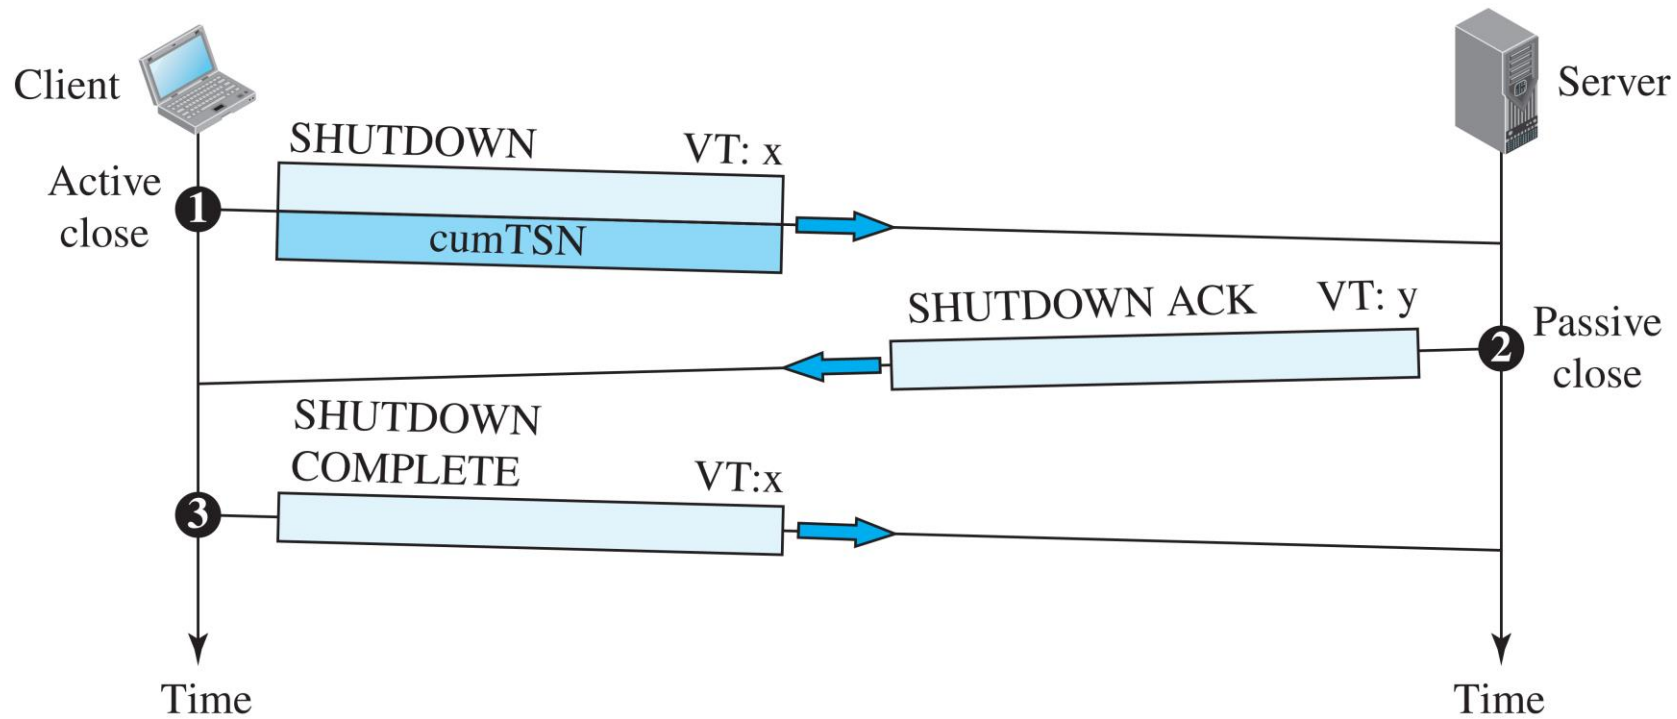 Client
Server
SHUTDOWN VT: x
Active
close
1
cumTSN
SHUTDOWN ACK VT: y
2
Passive
close
SHUTDOWN
COMPLETE VT:x
3
Time
Time